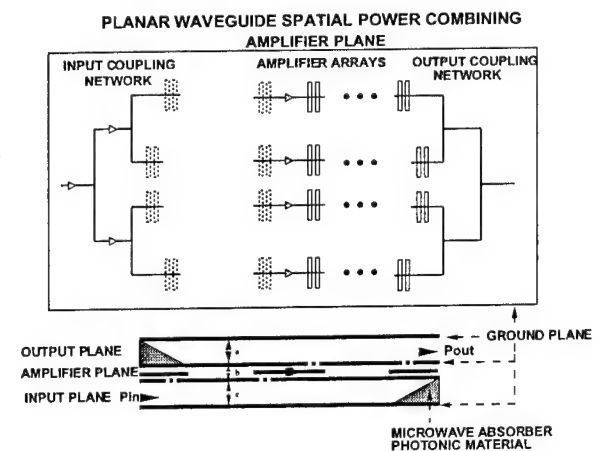 PLANAR WAVEGUIDE SPATIAL POWER COMBINING
AMPLIFIER PLANE
INPUT COUPLING
NETWORK
AMPLIFIER ARRAYS
OUTPUT COUPLING
NETWORK
GROUND PLANE
OUTPUT PLANE
a
Pout
AMPLIFIER PLANE
b
INPUT PLANE Pin
c
MICROWAVE ABSORBER
PHOTONIC MATERIAL